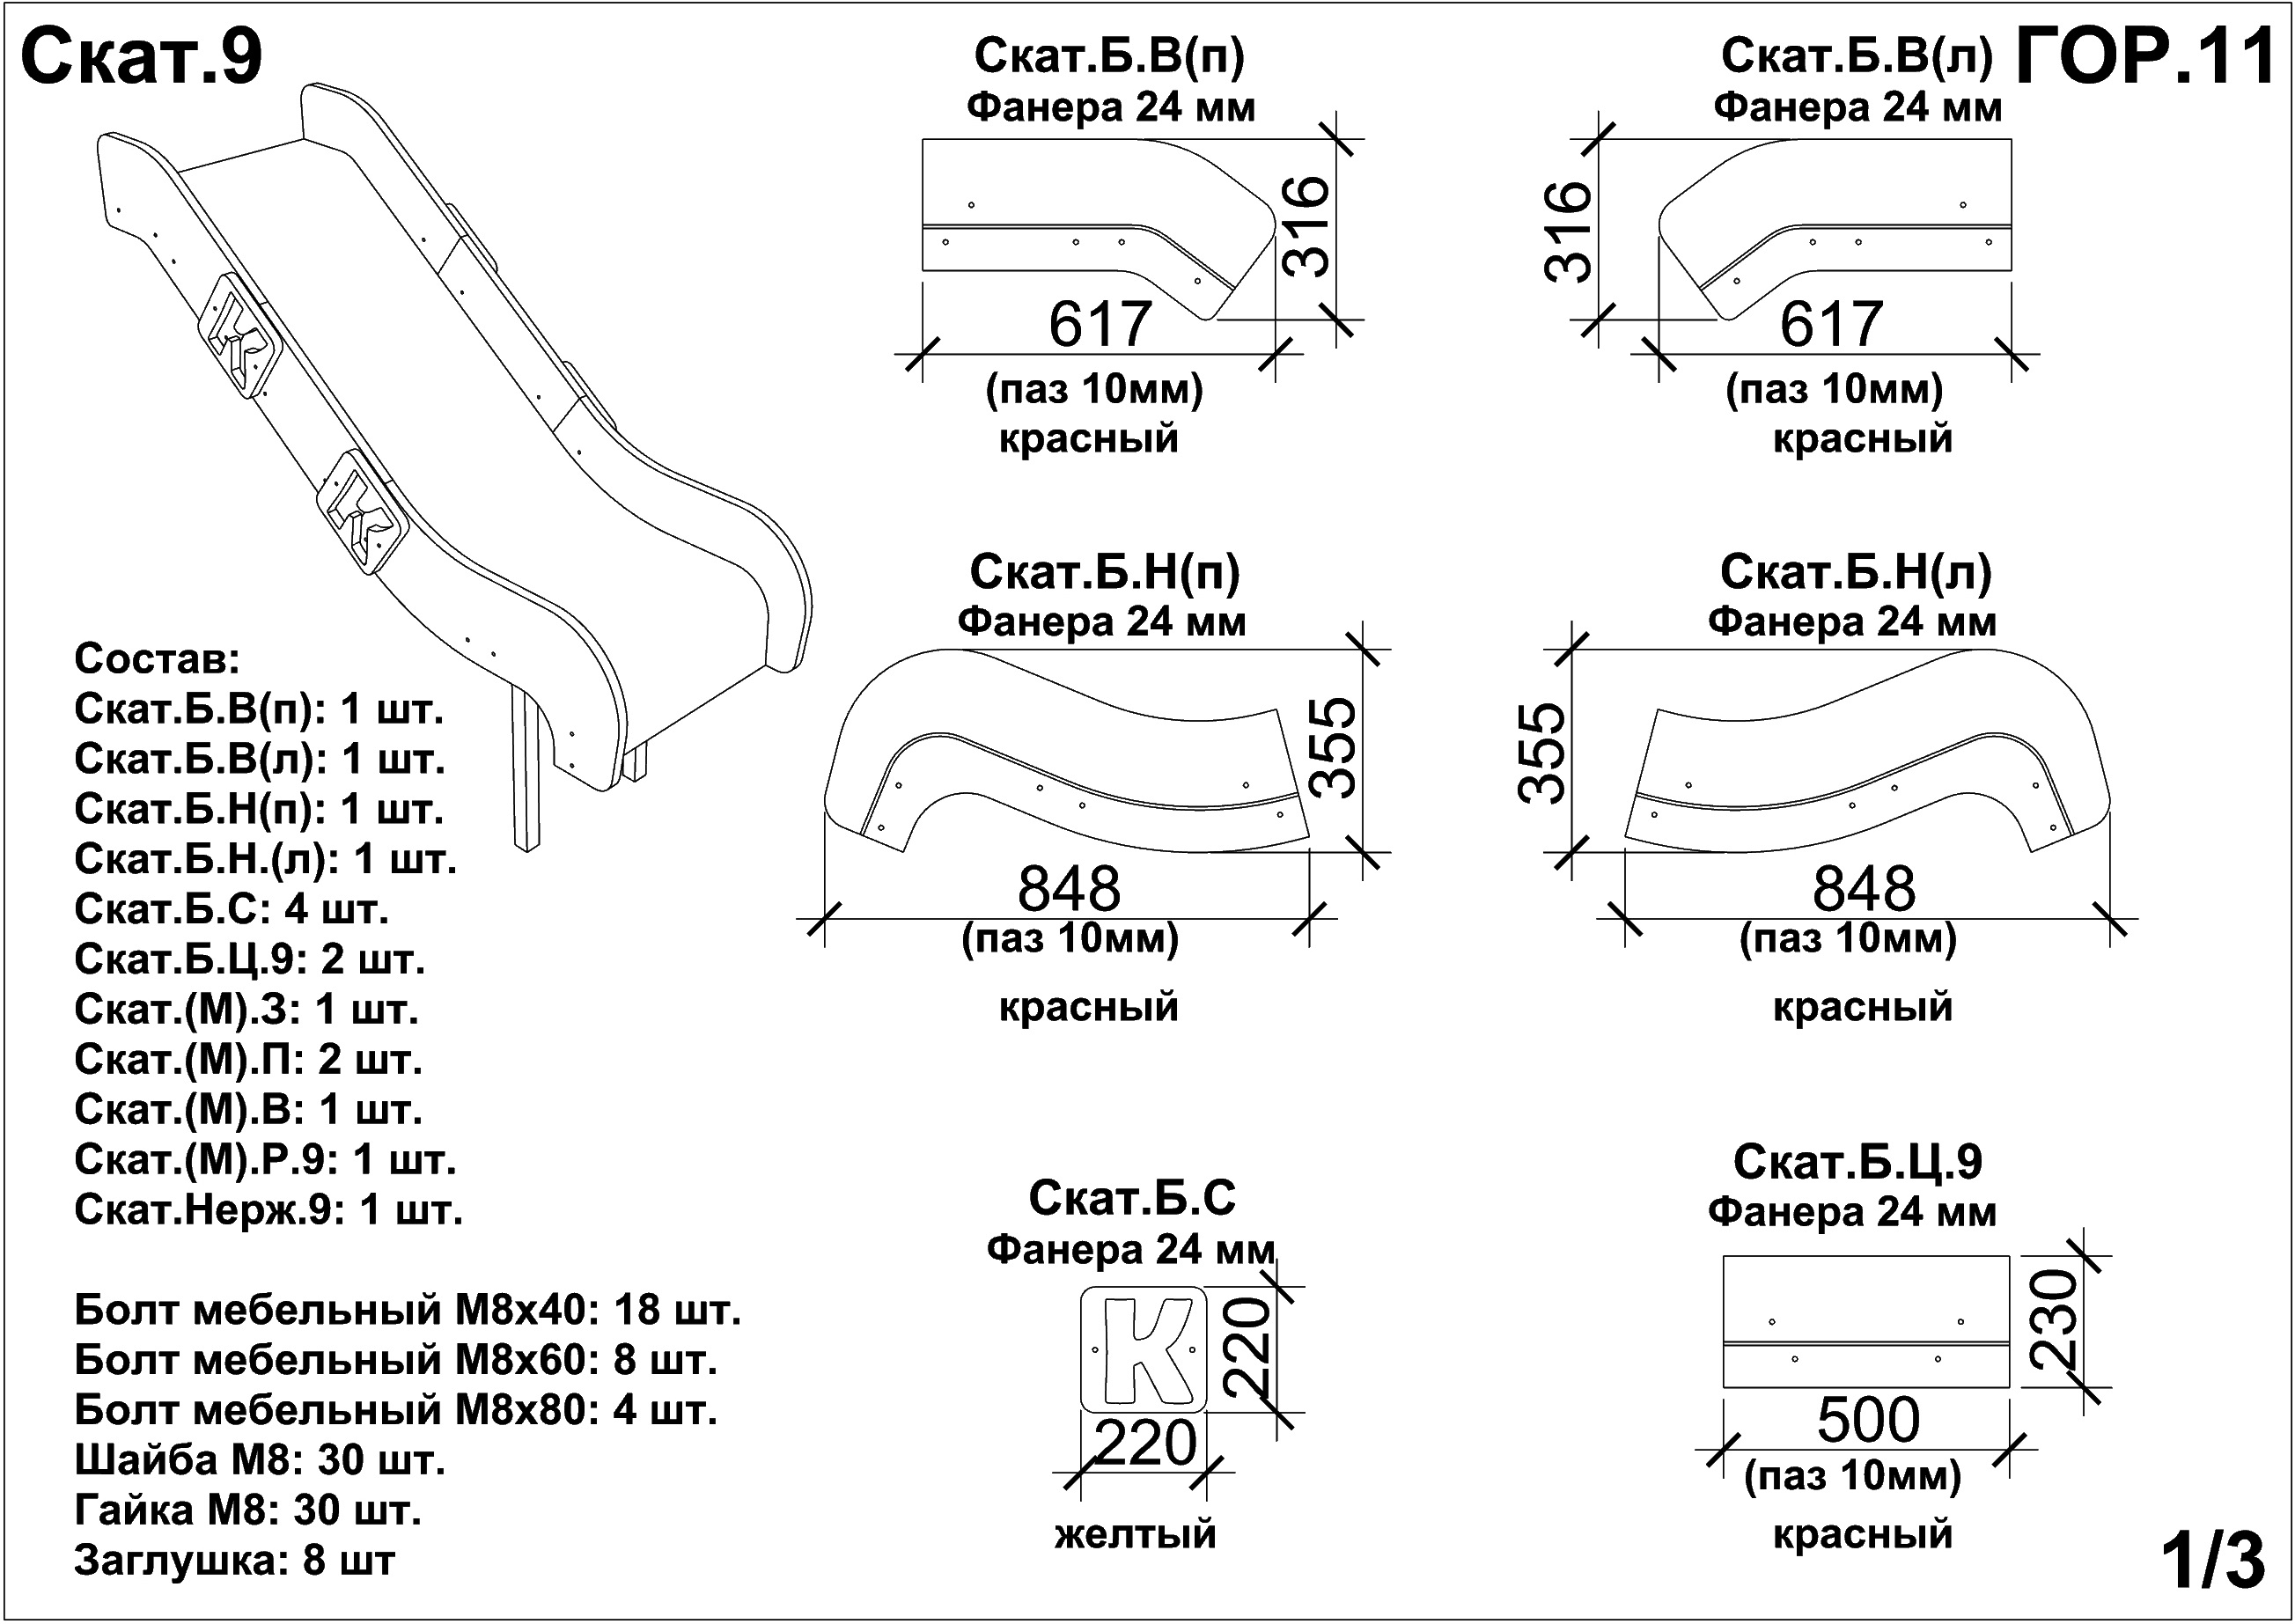 Скат.9
ГОР.11
Скат.Б.В(п)
Фанера 24 мм
316
617
(паз 10мм)
красный
Скат.Б.В(л)
Фанера 24 мм
316
617
(паз 10мм)
красный
Скат.Б.Н(п)
Фанера 24 мм
355
848
(паз 10мм)
красный
Скат.Б.Н(л)
Фанера 24 мм
355
848
(паз 10мм)
красный
Состав:
Скат.Б.В(п): 1 шт.
Скат.Б.В(л): 1 шт.
Скат.Б.Н(п): 1 шт.
Скат.Б.Н.(л): 1 шт.
Скат.Б.С: 4 шт.
Скат.Б.Ц.9: 2 шт.
Скат.(М).З: 1 шт.
Скат.(М).П: 2 шт.
Скат.(М).В: 1 шт.
Скат.(М).Р.9: 1 шт.
Скат.Нерж.9: 1 шт.
Болт мебельный М8х40: 18 шт.
Болт мебельный М8х60: 8 шт.
Болт мебельный М8х80: 4 шт.
Шайба М8: 30 шт.
Гайка М8: 30 шт.
Заглушка: 8 шт
Скат.Б.С
Фанера 24 мм
К
220
220
желтый
Скат.Б.Ц.9
Фанера 24 мм
230
500
(паз 10мм)
красный
1/3